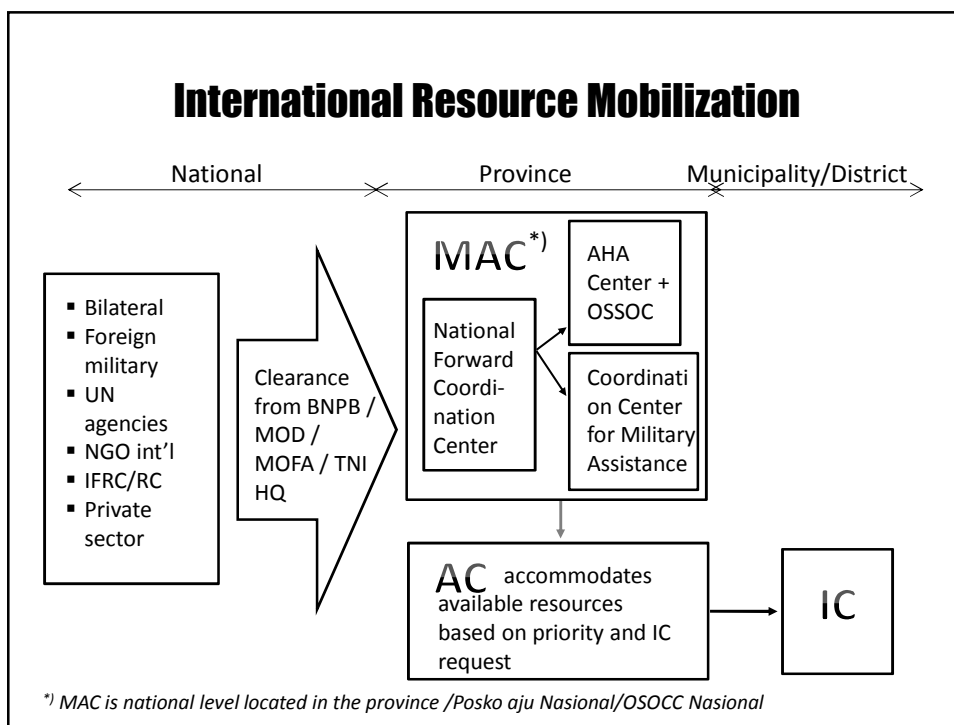 International Resource Mobilization
National
Province
Municipality/District
▪ Bilateral
▪ Foreign
military
▪ UN
agencies
▪ NGO int’l
▪ IFRC/RC
▪ Private
sector
Clearance
from BNPB /
MOD /
MOFA / TNI
HQ
MAC*)
National
Forward
Coordi-
nation
Center
AHA
Center +
OSSOC
Coordinati
on Center
for Military
Assistance
AC accommodates
available resources
based on priority and IC
request
IC
*) MAC is national level located in the province /Posko aju Nasional/OSOCC Nasional